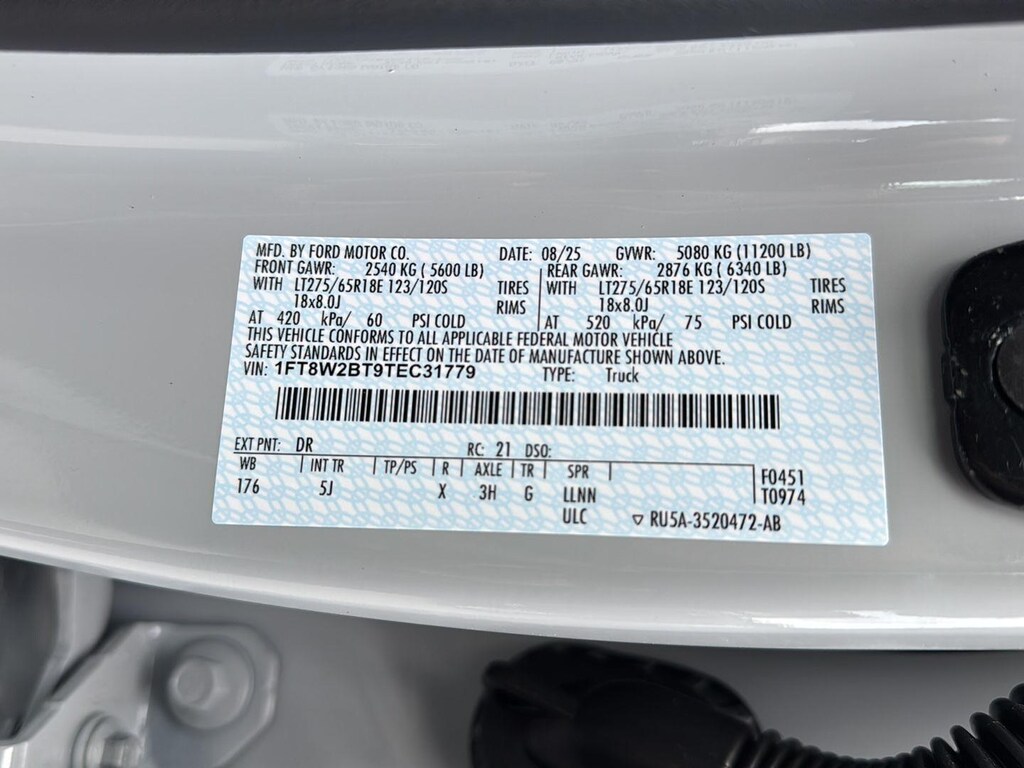 MFD. BY FORD MOTOR CO. DATE: 08/25 GVWR: 5080 KG (11200 LB)
FRONT GAWR: 2540 KG ( 5600 LB) REAR GAWR: 2876 KG ( 6340 LB)
WITH LT275/65R18E 123/120S TIRES WITH LT275/65R18E 123/120S TIRES
18x8.0J RIMS 18x8.0J RIMS
AT 420 kPa/ 60 PSI COLD AT 520 kPa/ 75 PSI COLD
THIS VEHICLE CONFORMS TO ALL APPLICABLE FEDERAL MOTOR VEHICLE
SAFETY STANDARDS IN EFFECT ON THE DATE OF MANUFACTURE SHOWN ABOVE.
VIN: 1FT8W2BT9TEC31779 TYPE: Truck
EXT PNT: DR RC: 21 DSO:
WB INT TR TP/PS R AXLE TR SPR F0451
176 5J X 3H G LLNN T0974
ULC ▽ RU5A-3520472-AB